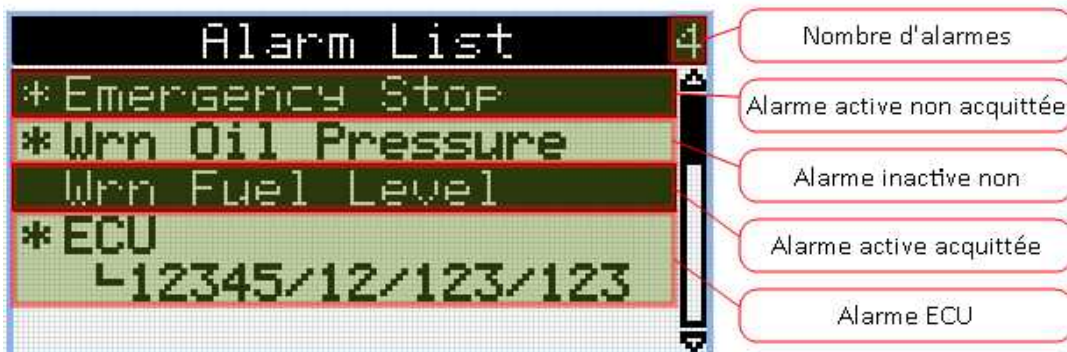 Alarm List 4
* Emergency Stop
* Wrn Oil Pressure
Wrn Fuel Level
* ECU
12345/12/123/123
Nombre d'alarmes
Alarme active non acquittée
Alarme inactive non
Alarme active acquittée
Alarme ECU